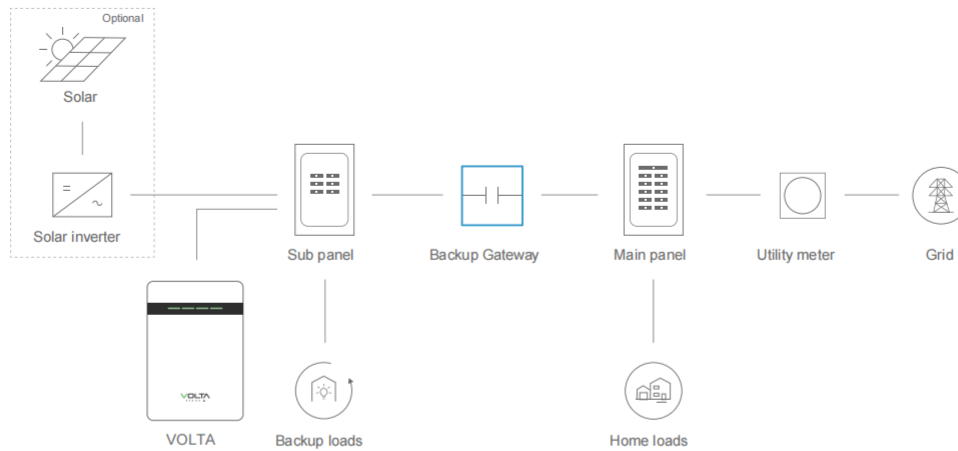 Optional
Solar
Solar inverter
Sub panel
Backup Gateway
Main panel
Utility meter
Grid
VOLTA
VOLTA
Backup loads
Home loads